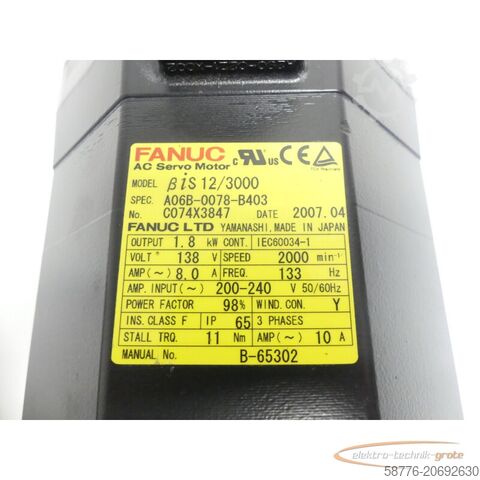 FANUC
AC Servo Motor
c RU us CE
MODEL βiS 12/3000
SPEC. A06B-0078-B403
No. C074X3847 DATE 2007.04
FANUC LTD YAMANASHI, MADE IN JAPAN
OUTPUT 1.8 kW CONT. IEC60034-1
VOLT * 138 V SPEED 2000 min⁻¹
AMP(~) 8.0 A FREQ. 133 Hz
AMP. INPUT(~) 200-240 V 50/60Hz
POWER FACTOR 98% WIND. CON. Y
INS. CLASS F IP 65 3 PHASES
STALL TRQ. 11 Nm AMP(~) 10 A
MANUAL No. B-65302
elektro-technik-grote
58776-20692630